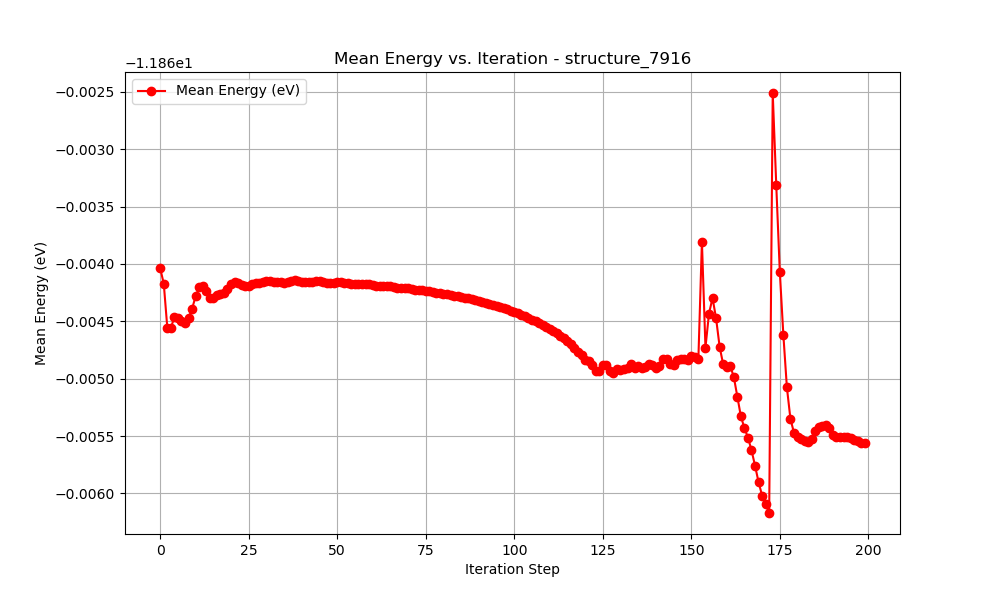 Mean Energy vs. Iteration - structure_7916
−1.186e1
Mean Energy (eV)
−0.0025
−0.0030
−0.0035
−0.0040
−0.0045
−0.0050
−0.0055
−0.0060
Mean Energy (eV)
0 25 50 75 100 125 150 175 200
Iteration Step